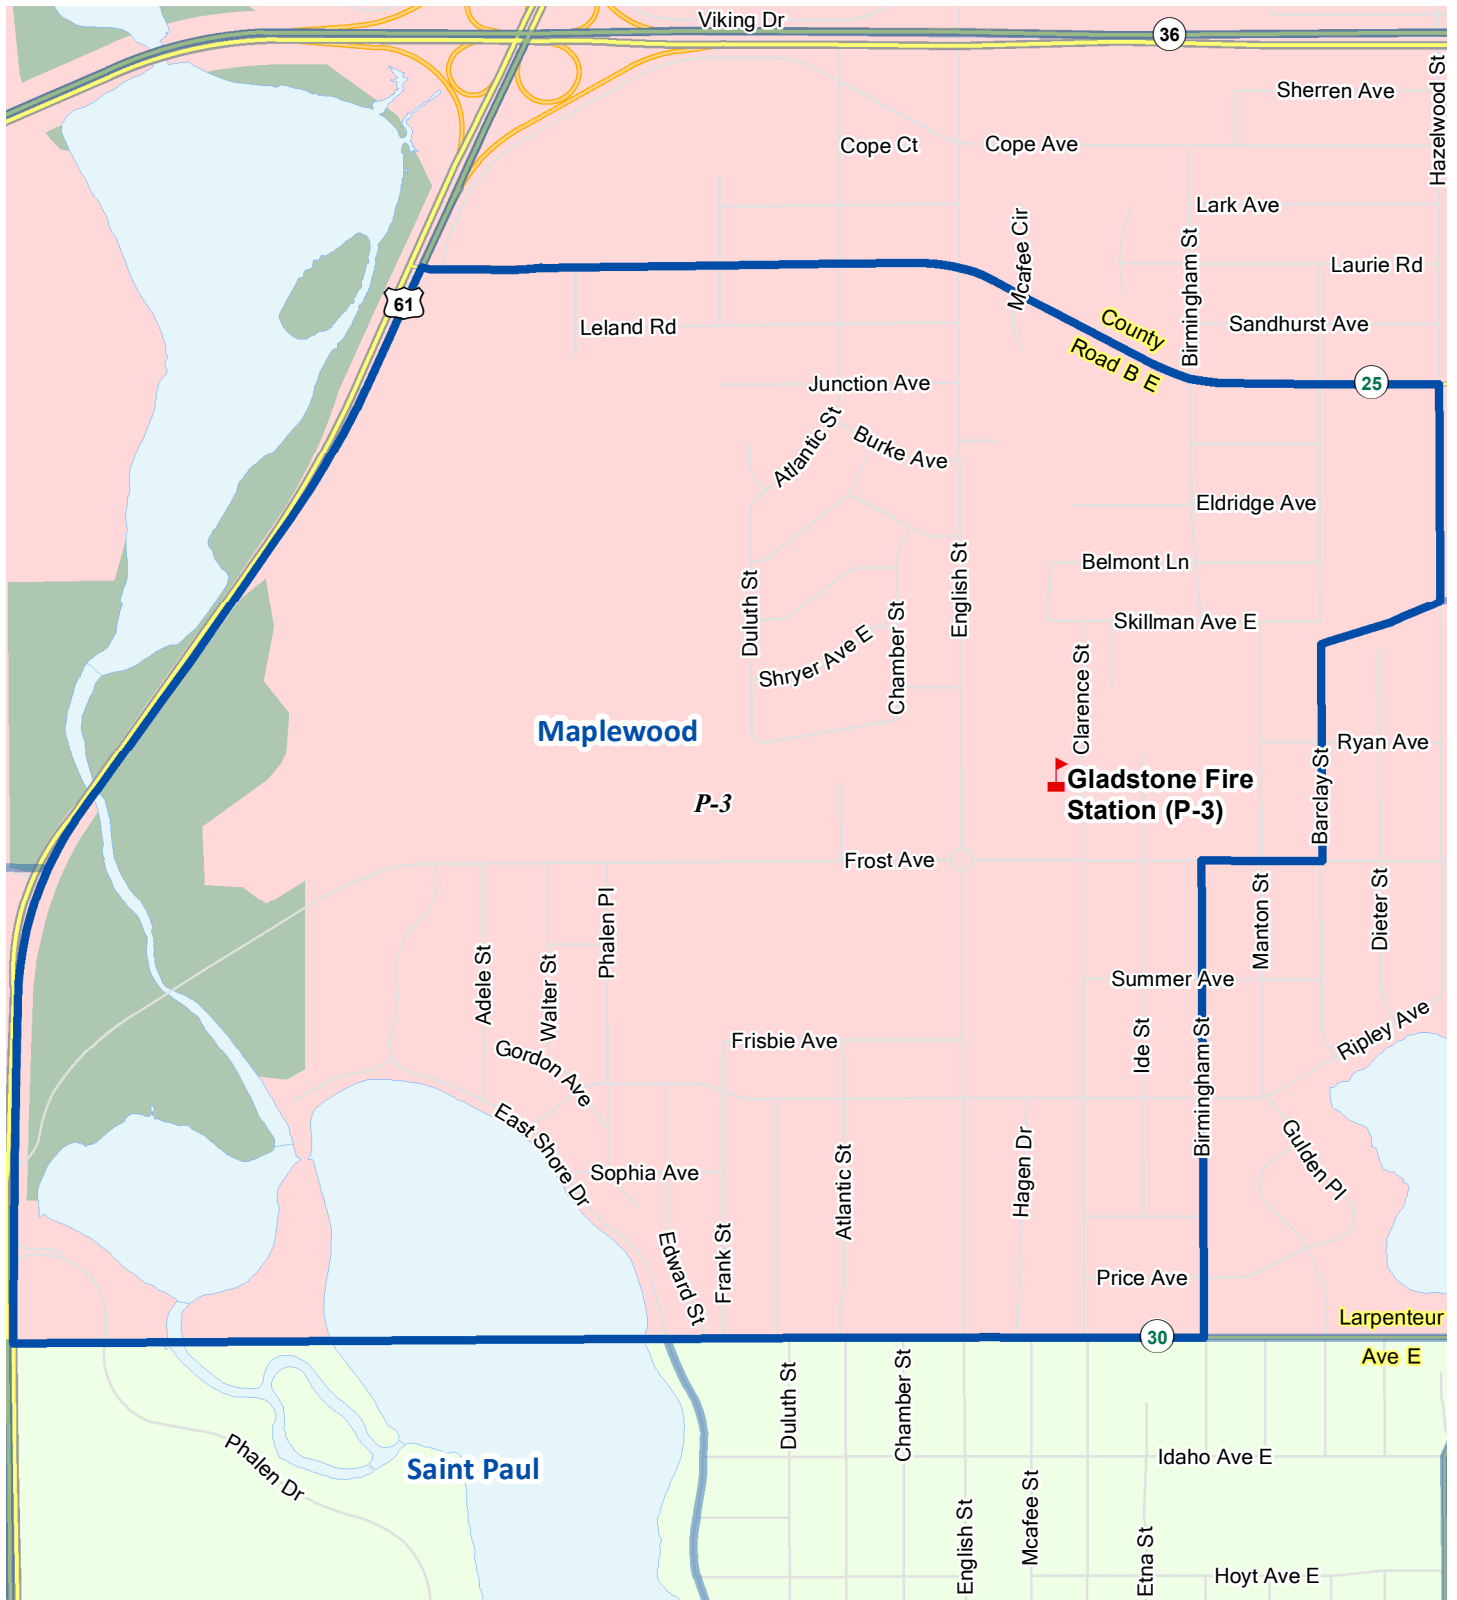 Viking Dr
36
Hazelwood St
Sherren Ave
Cope Ct
Cope Ave
Lark Ave
Mcafee Cir
Birmingham St
Laurie Rd
61
Leland Rd
County
Road B E
Sandhurst Ave
25
Junction Ave
Atlantic St
Burke Ave
Eldridge Ave
Belmont Ln
Duluth St
English St
Chamber St
Shryer Ave E
Skillman Ave E
Clarence St
Maplewood
Ryan Ave
Barclay St
P-3
Gladstone Fire
Station (P-3)
Frost Ave
Phalen Pl
Manton St
Dieter St
Adele St
Walter St
Summer Ave
Ide St
Birmingham St
Ripley Ave
Frisbie Ave
Gordon Ave
East Shore Dr
Sophia Ave
Atlantic St
Hagen Dr
Gulden Pl
Edward St
Frank St
Price Ave
Larpenteur
30
Ave E
Duluth St
Chamber St
Phalen Dr
Saint Paul
Idaho Ave E
English St
Mcafee St
Etna St
Hoyt Ave E